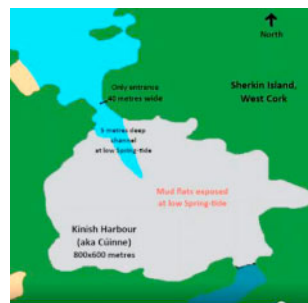 North
Sherkin Island,
West Cork
Only entrance
40 metres wide
5 metres deep
channel
at low Spring-tide
Mud flats exposed
at low Spring-tide
Kinish Harbour
(aka Cúinne)
800x600 metres